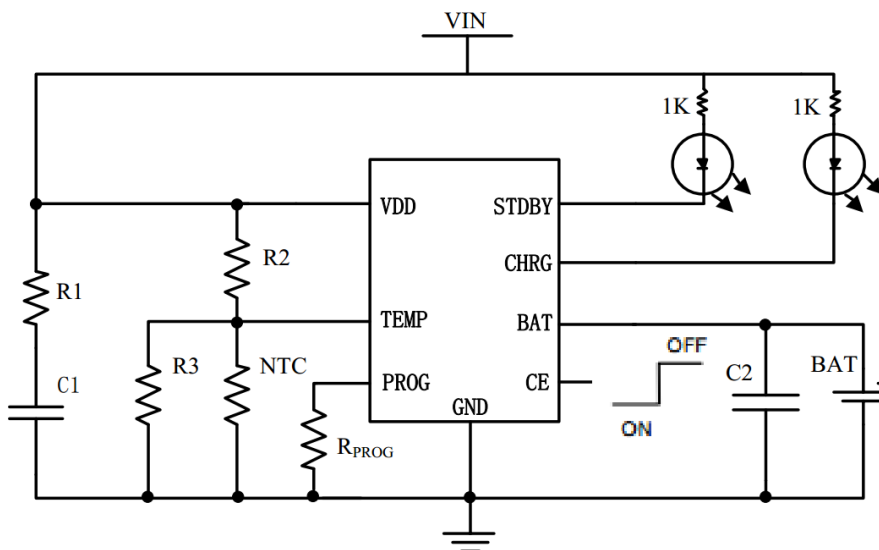 VIN
1K
1K
VDD
STDBY
R2
CHRG
R1
TEMP
BAT
OFF
R3
NTC
C2
BAT
C1
PROG
CE
GND
ON
RPROG